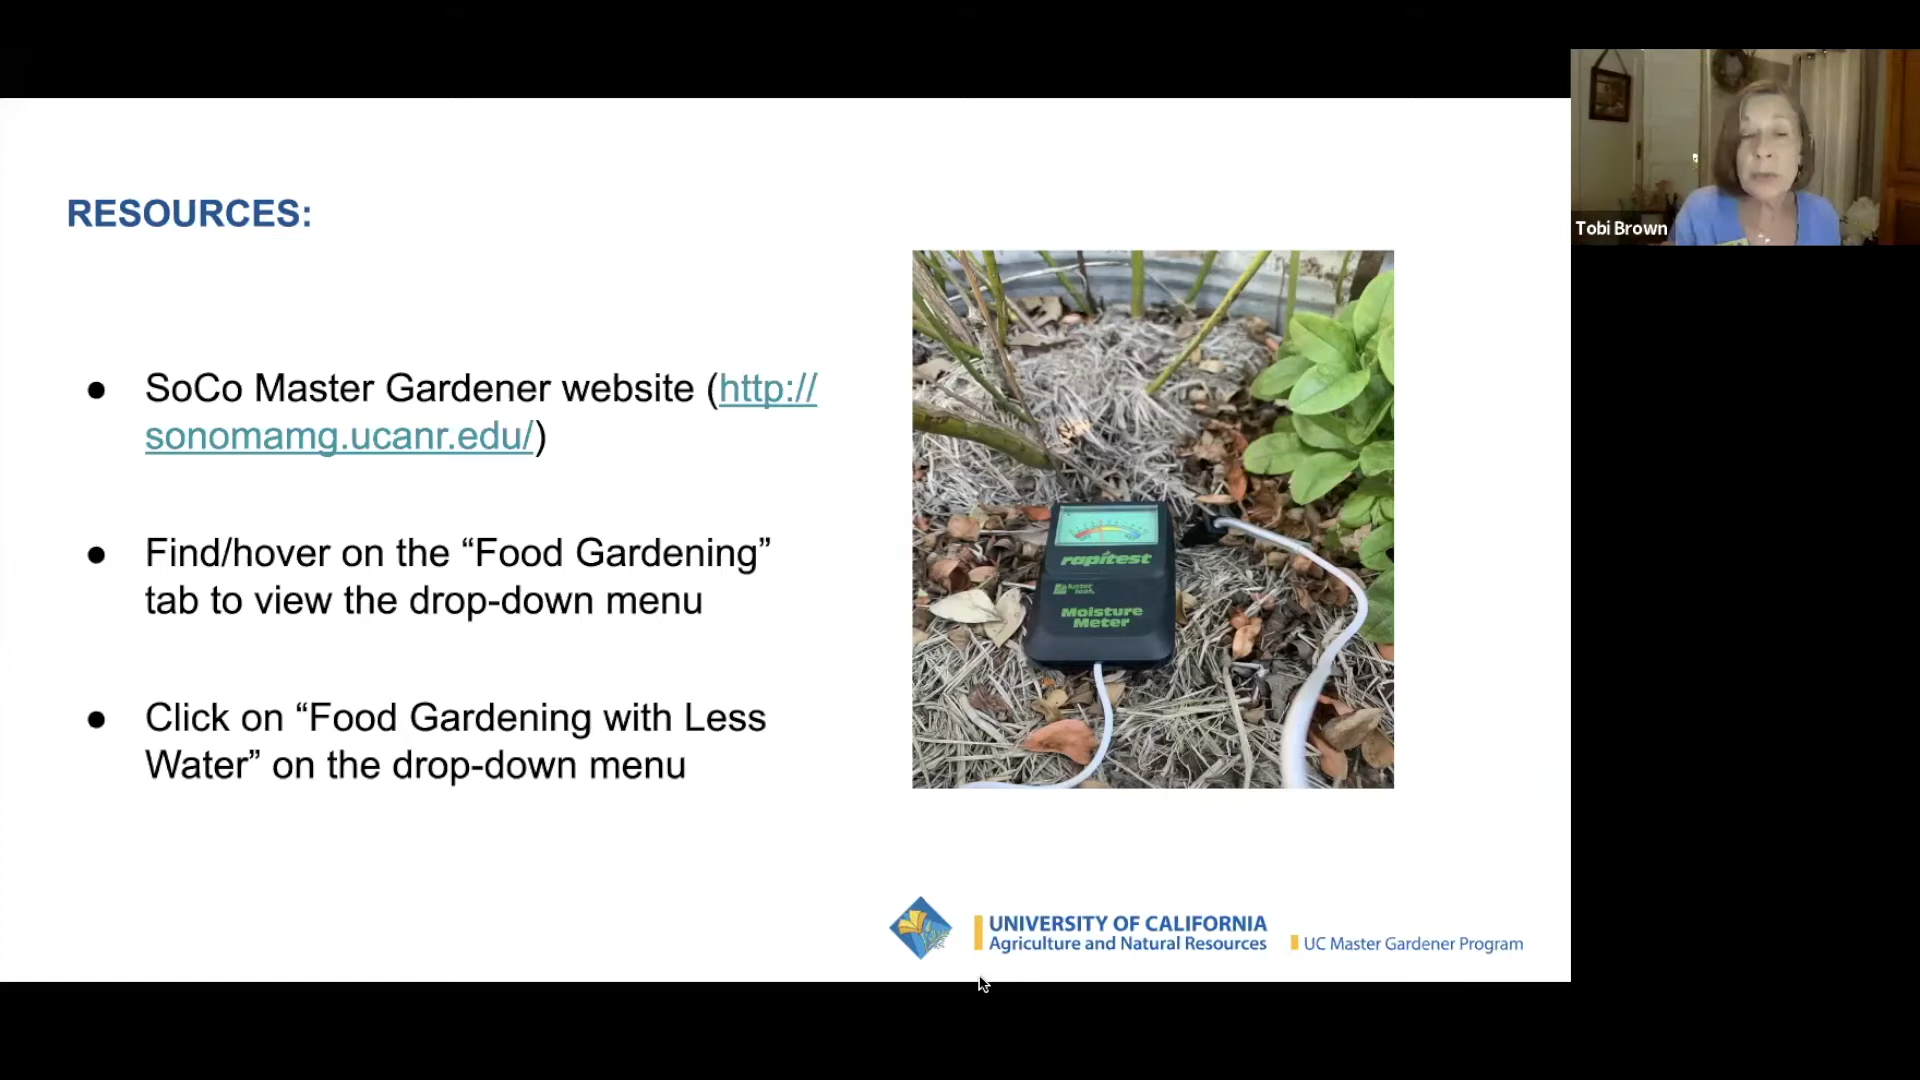 RESOURCES:
● SoCo Master Gardener website (http://
sonomamg.ucanr.edu/)
● Find/hover on the “Food Gardening”
tab to view the drop-down menu
● Click on “Food Gardening with Less
Water” on the drop-down menu
rapitest
luster
leaf
Moisture
Meter
UNIVERSITY OF CALIFORNIA
Agriculture and Natural Resources
UC Master Gardener Program
Tobi Brown